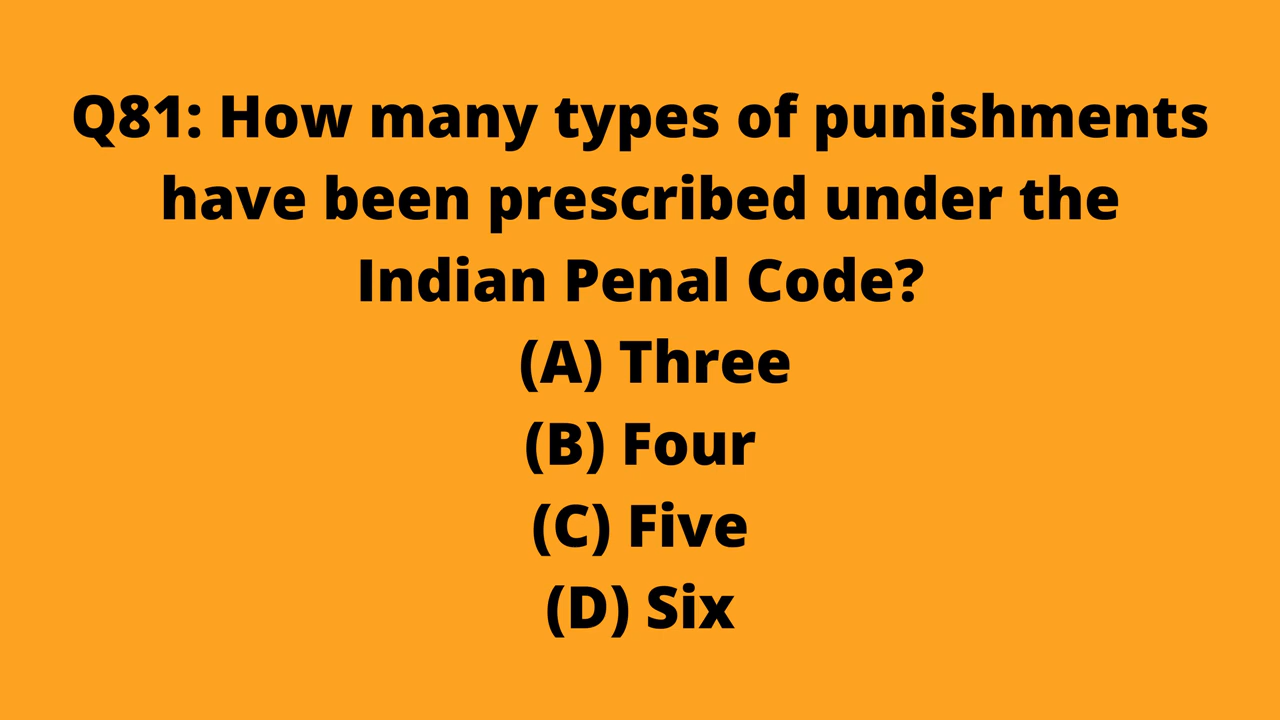 Q81: How many types of punishments
have been prescribed under the
Indian Penal Code?
(A) Three
(B) Four
(C) Five
(D) Six